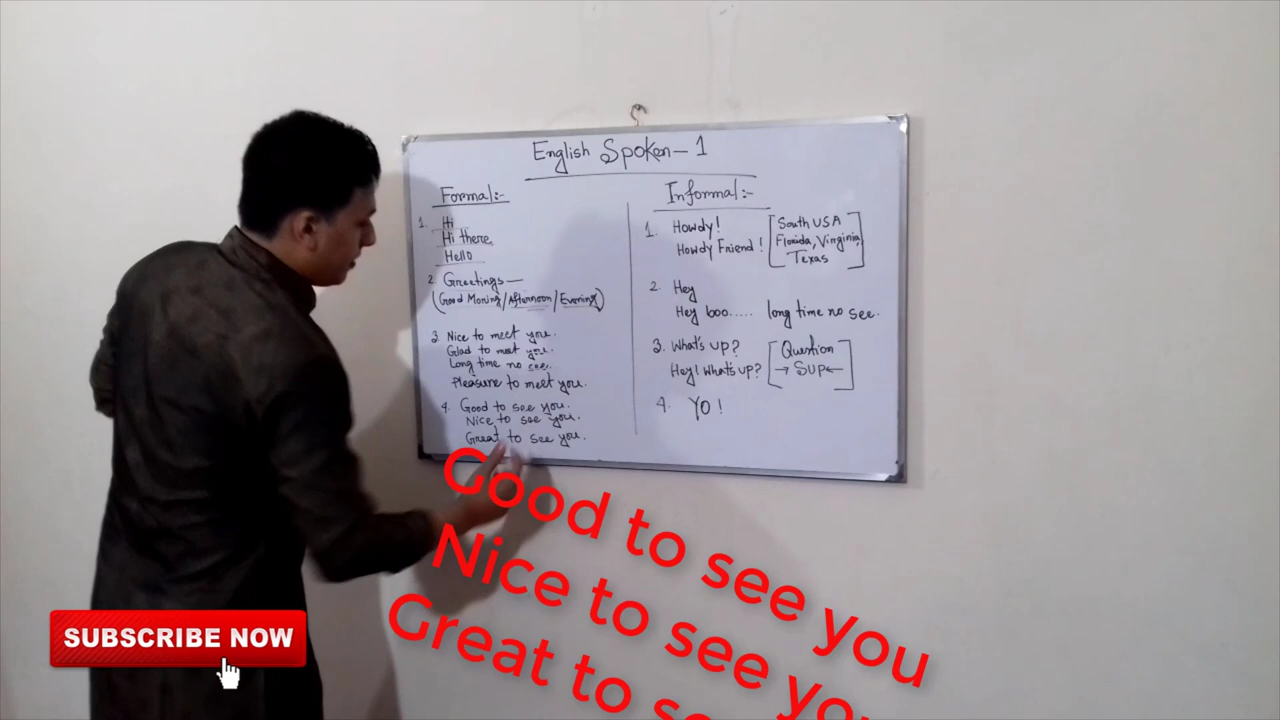 English Spoken-1
Formal:-
1. Hi
Hi there,
Hello
2. Greetings—
(Good Morning/Afternoon/Evening)
3. Nice to meet you.
Glad to meet you.
Long time no see.
Pleasure to meet you.
4. Good to see you.
Nice to see you.
Great to see you.
Informal:-
1. Howdy!
Howdy Friend!
[South USA
Florida, Virginia,
Texas]
2. Hey
Hey boo..... long time no see.
3. What's up?
Hey! What's up?
[Question
→ Sup←]
4. YO!
Good to see you
Nice to see you
Great to se
SUBSCRIBE NOW